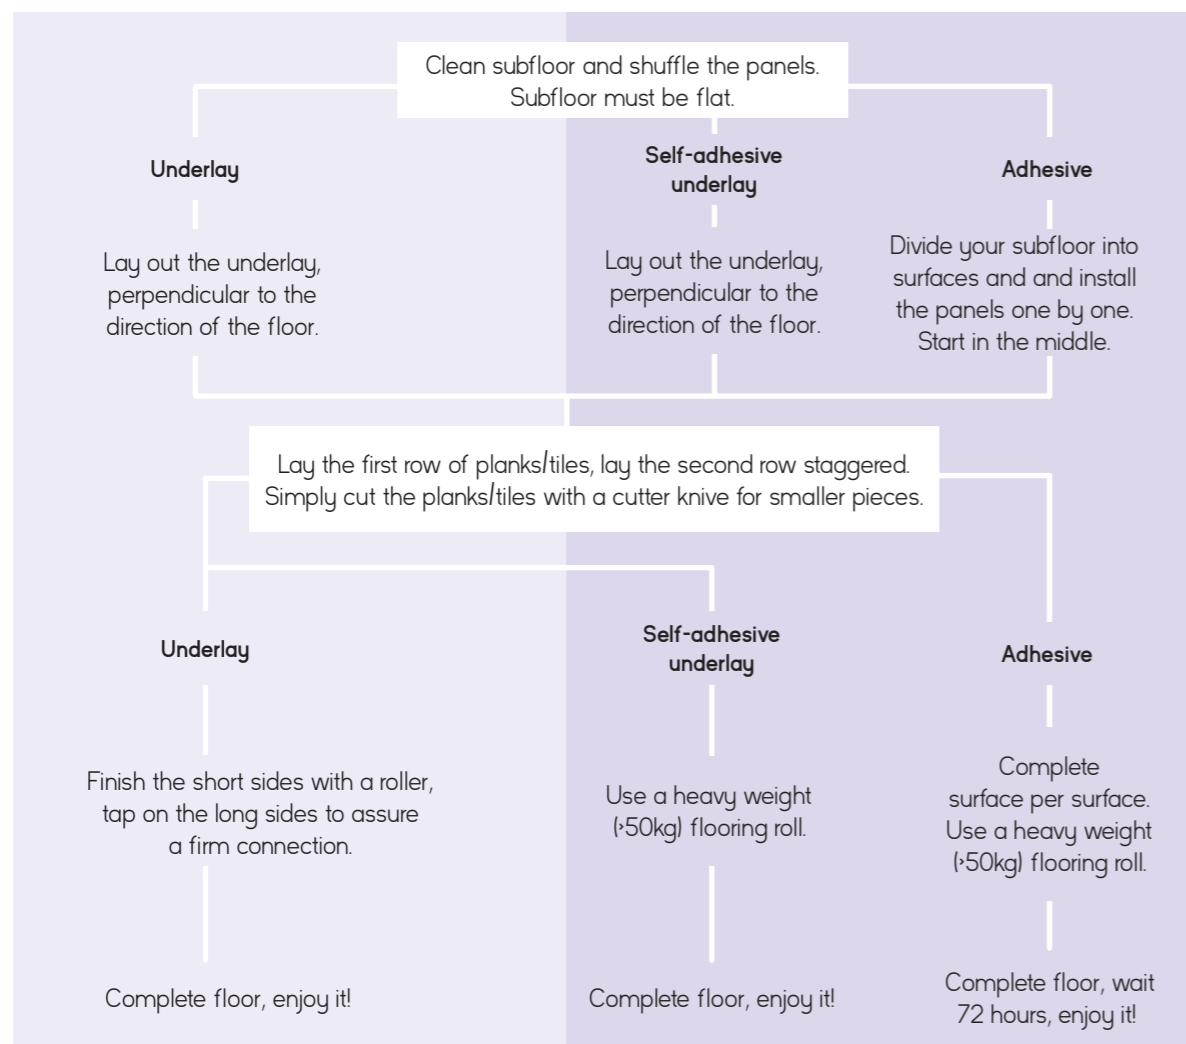 Clean subfloor and shuffle the panels.
Subfloor must be flat.
Underlay
Self-adhesive
underlay
Adhesive
Lay out the underlay,
perpendicular to the
direction of the floor.
Lay out the underlay,
perpendicular to the
direction of the floor.
Divide your subfloor into
surfaces and and install
the panels one by one.
Start in the middle.
Lay the first row of planks/tiles, lay the second row staggered.
Simply cut the planks/tiles with a cutter knive for smaller pieces.
Underlay
Self-adhesive
underlay
Adhesive
Finish the short sides with a roller,
tap on the long sides to assure
a firm connection.
Use a heavy weight
(>50kg) flooring roll.
Complete
surface per surface.
Use a heavy weight
(>50kg) flooring roll.
Complete floor, enjoy it!
Complete floor, enjoy it!
Complete floor, wait
72 hours, enjoy it!